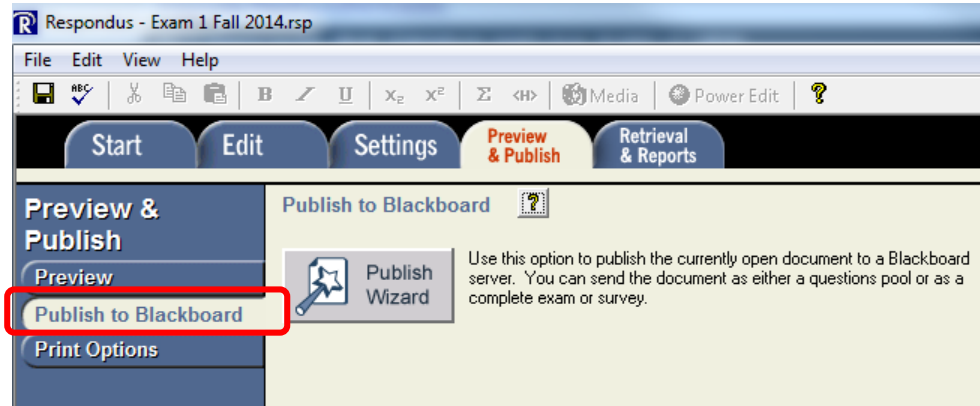 Respondus - Exam 1 Fall 2014.rsp
File Edit View Help
ABC B I U X₂ X² Σ <H> Media Power Edit ?
Start Edit Settings Preview & Publish Retrieval & Reports
Preview & Publish
Preview
Publish to Blackboard
Print Options
Publish to Blackboard ?
Publish Wizard
Use this option to publish the currently open document to a Blackboard
server. You can send the document as either a questions pool or as a
complete exam or survey.